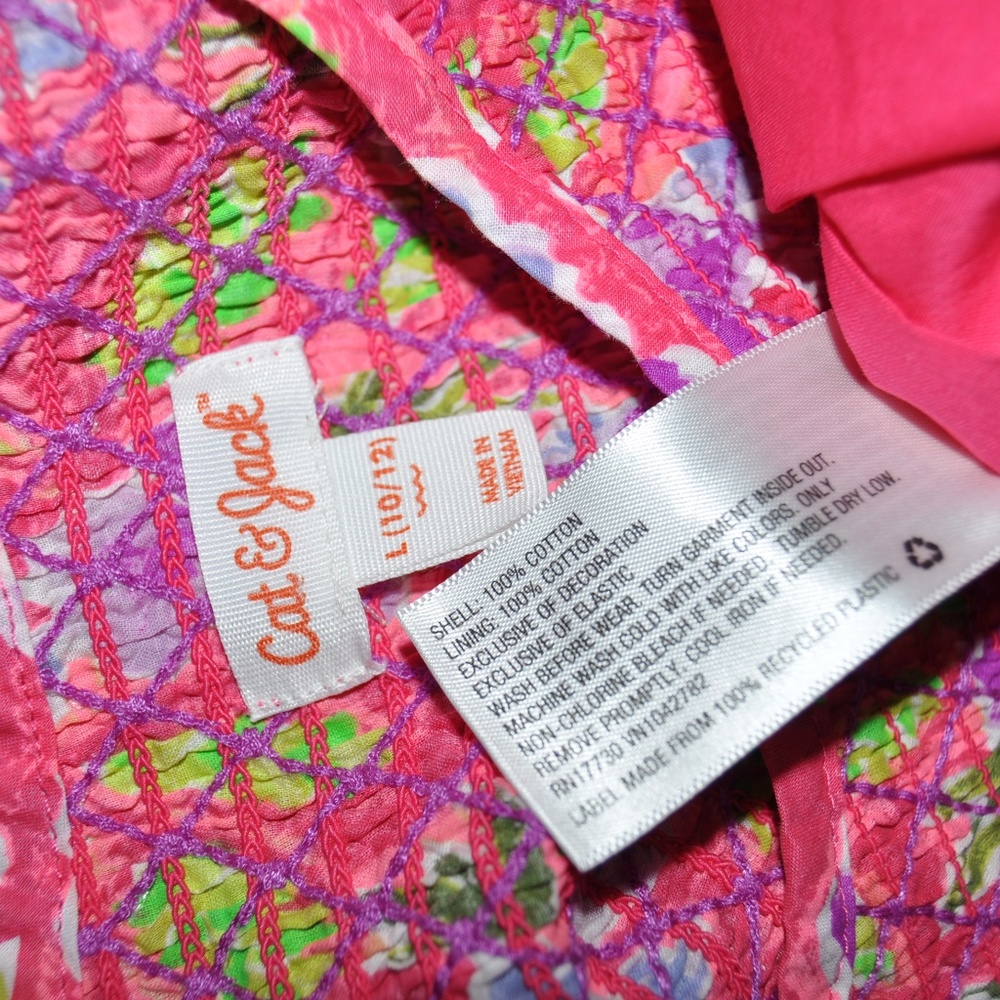 Cat & Jack™
L (10/12)
MADE IN
VIETNAM
SHELL: 100% COTTON
LINING: 100% COTTON
EXCLUSIVE OF DECORATION
EXCLUSIVE OF ELASTIC
WASH BEFORE WEAR. TURN GARMENT INSIDE OUT.
MACHINE WASH COLD WITH LIKE COLORS. ONLY
NON-CHLORINE BLEACH IF NEEDED. TUMBLE DRY LOW.
REMOVE PROMPTLY. COOL IRON IF NEEDED.
RN17730 VN1042782
LABEL MADE FROM 100% RECYCLED PLASTIC